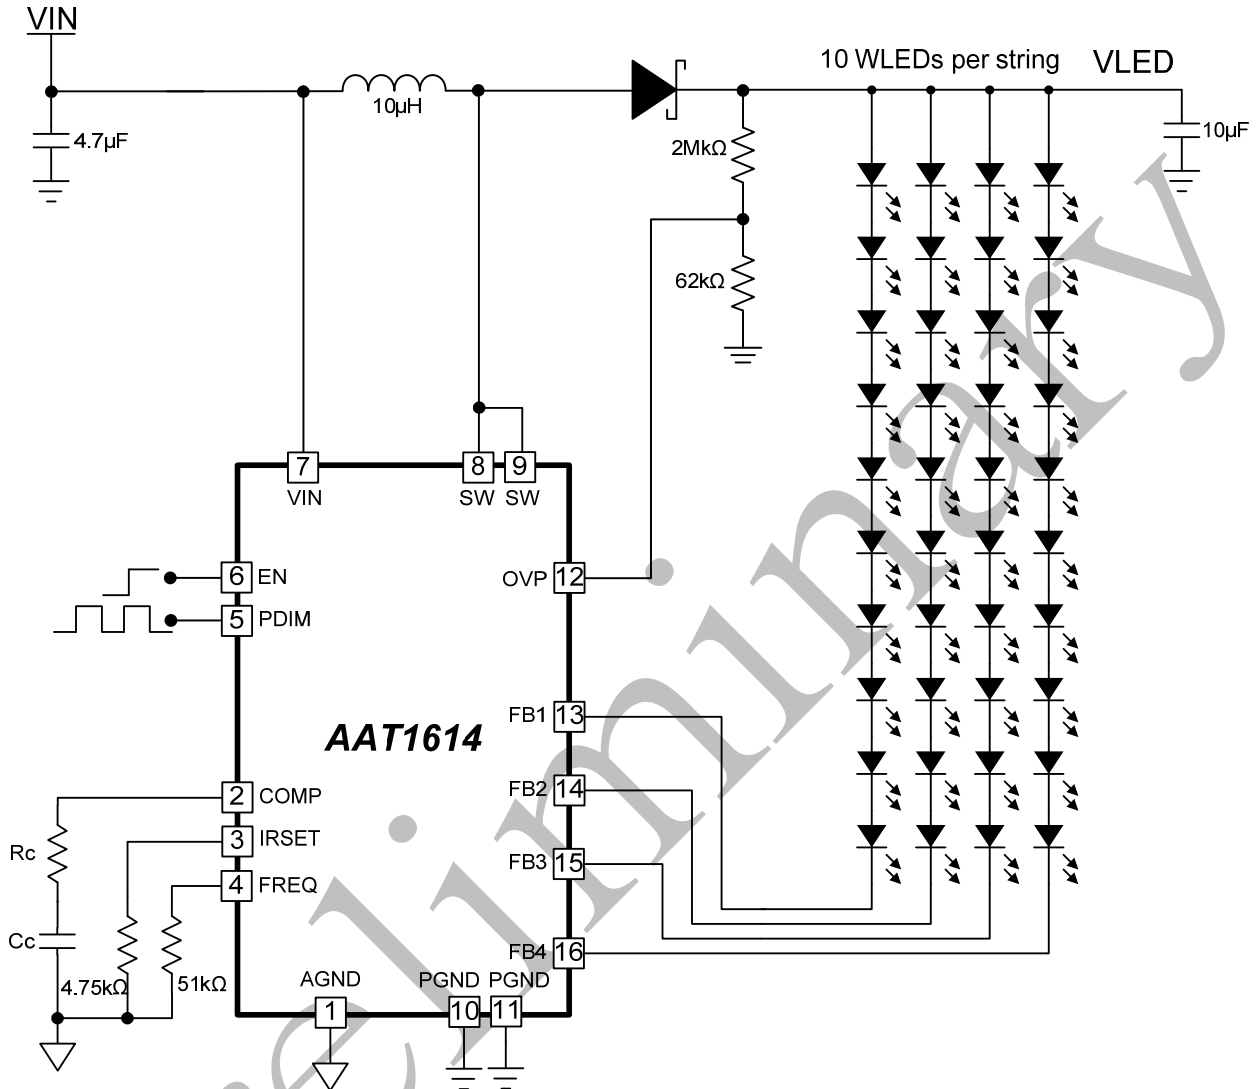 VIN
10 WLEDs per string
VLED
10µH
4.7µF
2MkΩ
10µF
62kΩ
7
8
9
VIN
SW
SW
6
EN
OVP
12
5
PDIM
FB1
13
AAT1614
FB2
14
2
COMP
3
IRSET
Rc
FB3
15
4
FREQ
Cc
FB4
16
4.75kΩ
51kΩ
AGND
PGND
PGND
1
10
11
eliminary